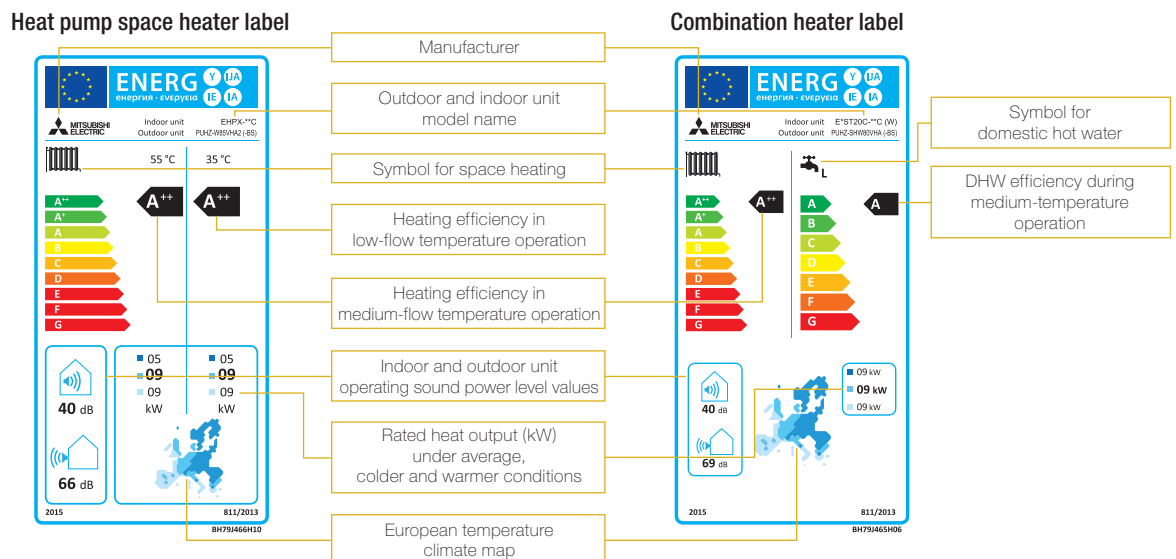 Heat pump space heater label
Combination heater label
Manufacturer
Outdoor and indoor unit
model name
Symbol for space heating
Heating efficiency in
low-flow temperature operation
Heating efficiency in
medium-flow temperature operation
Indoor and outdoor unit
operating sound power level values
Rated heat output (kW)
under average,
colder and warmer conditions
European temperature
climate map
Symbol for
domestic hot water
DHW efficiency during
medium-temperature
operation
ENERG
енергия · ενεργεια
Y IJA
IE IA
MITSUBISHI
ELECTRIC
Indoor unit EHPX-**C
Outdoor unit PUHZ-W85VHA2 (-BS)
55 °C 35 °C
A++ A++
A++
A+
A
B
C
D
E
F
G
40 dB
66 dB
05 05
09 09
09 09
kW kW
2015 811/2013
BH79J466H10
ENERG
енергия · ενεργεια
Y IJA
IE IA
MITSUBISHI
ELECTRIC
Indoor unit E*ST20C-**C (W)
Outdoor unit PUHZ-SHW80VHA (-BS)
L
A++
A+
A
B
C
D
E
F
G
A++
A
B
C
D
E
F
G
A
40 dB
69 dB
09 kW
09 kW
09 kW
2015 811/2013
BH79J465H06